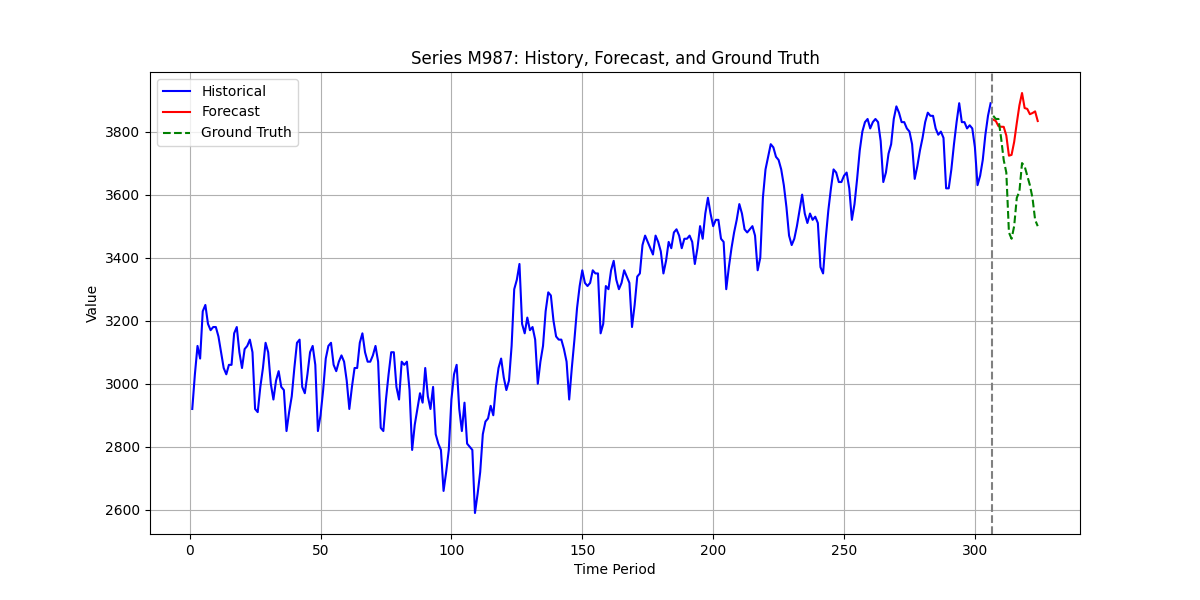 Series M987: History, Forecast, and Ground Truth
Historical
Forecast
Ground Truth
Value
3800
3600
3400
3200
3000
2800
2600
0 50 100 150 200 250 300
Time Period